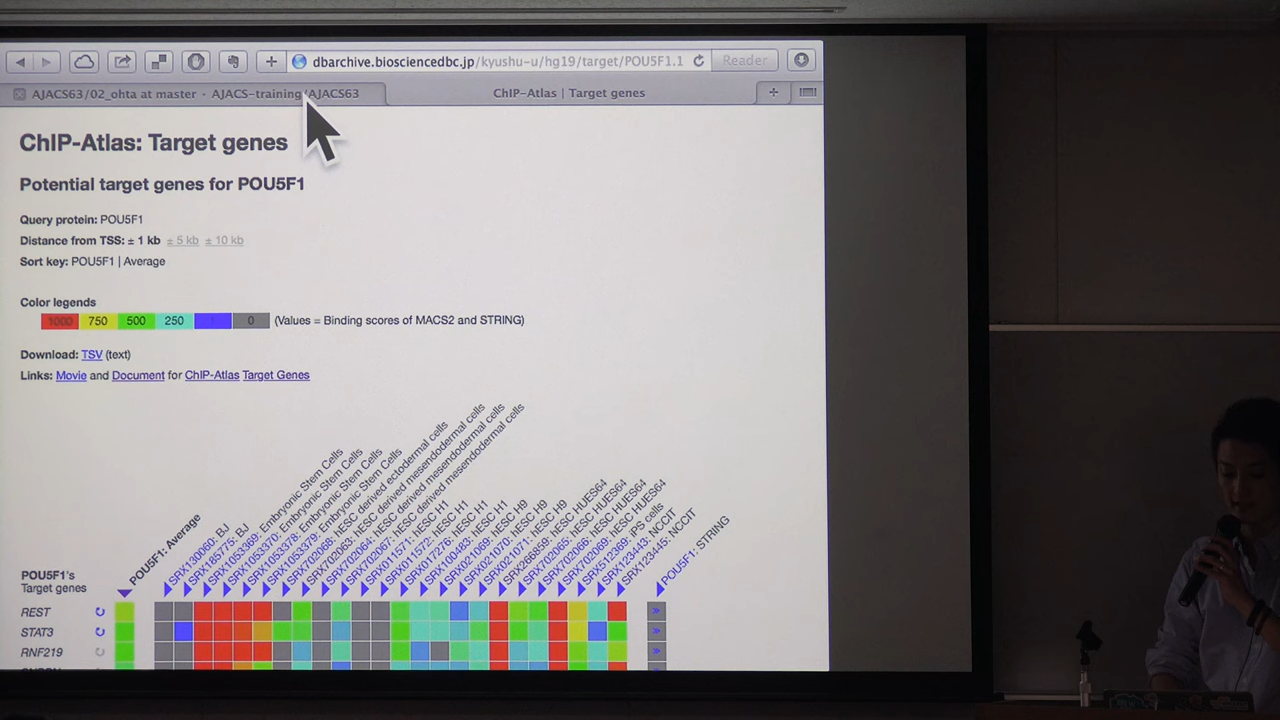 dbarchive.biosciencedbc.jp/kyushu-u/hg19/target/POU5F1.1
Reader
AJACS63/02_ohta at master · AJACS-training/AJACS63
ChIP-Atlas | Target genes
ChIP-Atlas: Target genes
Potential target genes for POU5F1
Query protein: POU5F1
Distance from TSS: ± 1 kb ± 5 kb ± 10 kb
Sort key: POU5F1 | Average
Color legends
1000 750 500 250 0 (Values = Binding scores of MACS2 and STRING)
Download: TSV (text)
Links: Movie and Document for ChIP-Atlas Target Genes
POU5F1's
Target genes
POU5F1: Average
SRX130060: BJ
SRX185775: BJ
SRX1053369: Embryonic Stem Cells
SRX1053370: Embryonic Stem Cells
SRX1053378: Embryonic Stem Cells
SRX1053379: Embryonic Stem Cells
SRX702068: hESC derived ectodermal cells
SRX702063: hESC derived mesendodermal cells
SRX702064: hESC derived mesendodermal cells
SRX702067: hESC derived mesendodermal cells
SRX011571: hESC H1
SRX011572: hESC H1
SRX017276: hESC H1
SRX100483: hESC H1
SRX021069: hESC H9
SRX021070: hESC H9
SRX021071: hESC H9
SRX266859: hESC HUES64
SRX702065: hESC HUES64
SRX702066: hESC HUES64
SRX702069: hESC HUES64
SRX512369: iPS cells
SRX123443: NCCIT
SRX123445: NCCIT
POU5F1: STRING
REST
STAT3
RNF219